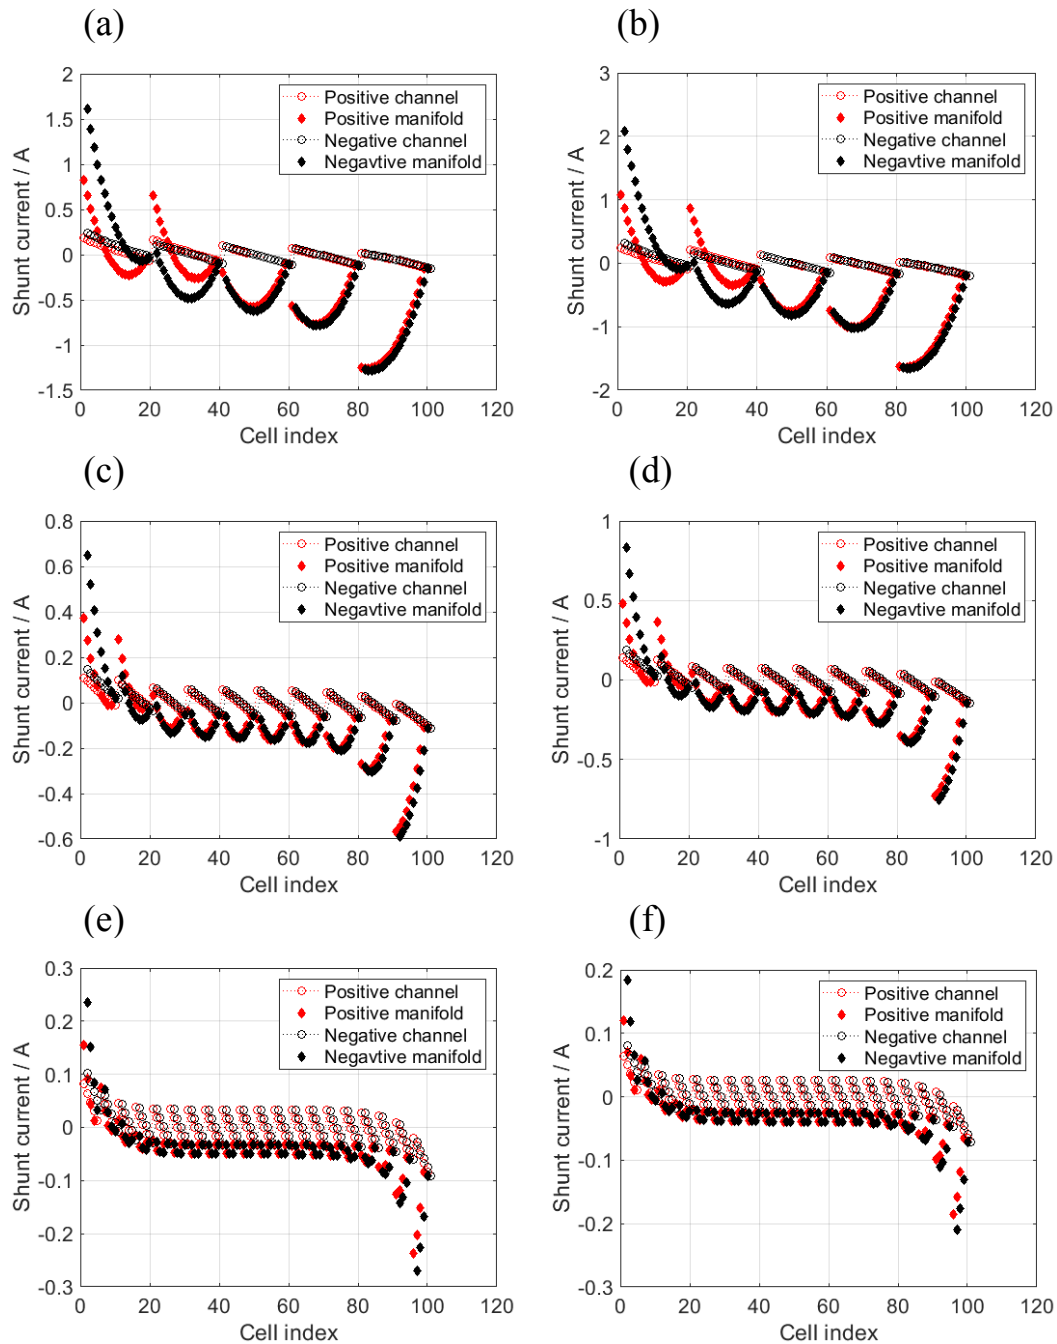 (a)
(b)
2
1.5
1
0.5
0
-0.5
-1
-1.5
0 20 40 60 80 100 120
Shunt current / A
Cell index
Positive channel
Positive manifold
Negative channel
Negavtive manifold
3
2
1
0
-1
-2
0 20 40 60 80 100 120
Shunt current / A
Cell index
Positive channel
Positive manifold
Negative channel
Negavtive manifold
(c)
(d)
0.8
0.6
0.4
0.2
0
-0.2
-0.4
-0.6
0 20 40 60 80 100 120
Shunt current / A
Cell index
Positive channel
Positive manifold
Negative channel
Negavtive manifold
1
0.5
0
-0.5
-1
0 20 40 60 80 100 120
Shunt current / A
Cell index
Positive channel
Positive manifold
Negative channel
Negavtive manifold
(e)
(f)
0.3
0.2
0.1
0
-0.1
-0.2
-0.3
0 20 40 60 80 100 120
Shunt current / A
Cell index
Positive channel
Positive manifold
Negative channel
Negavtive manifold
0.2
0.1
0
-0.1
-0.2
-0.3
0 20 40 60 80 100 120
Shunt current / A
Cell index
Positive channel
Positive manifold
Negative channel
Negavtive manifold